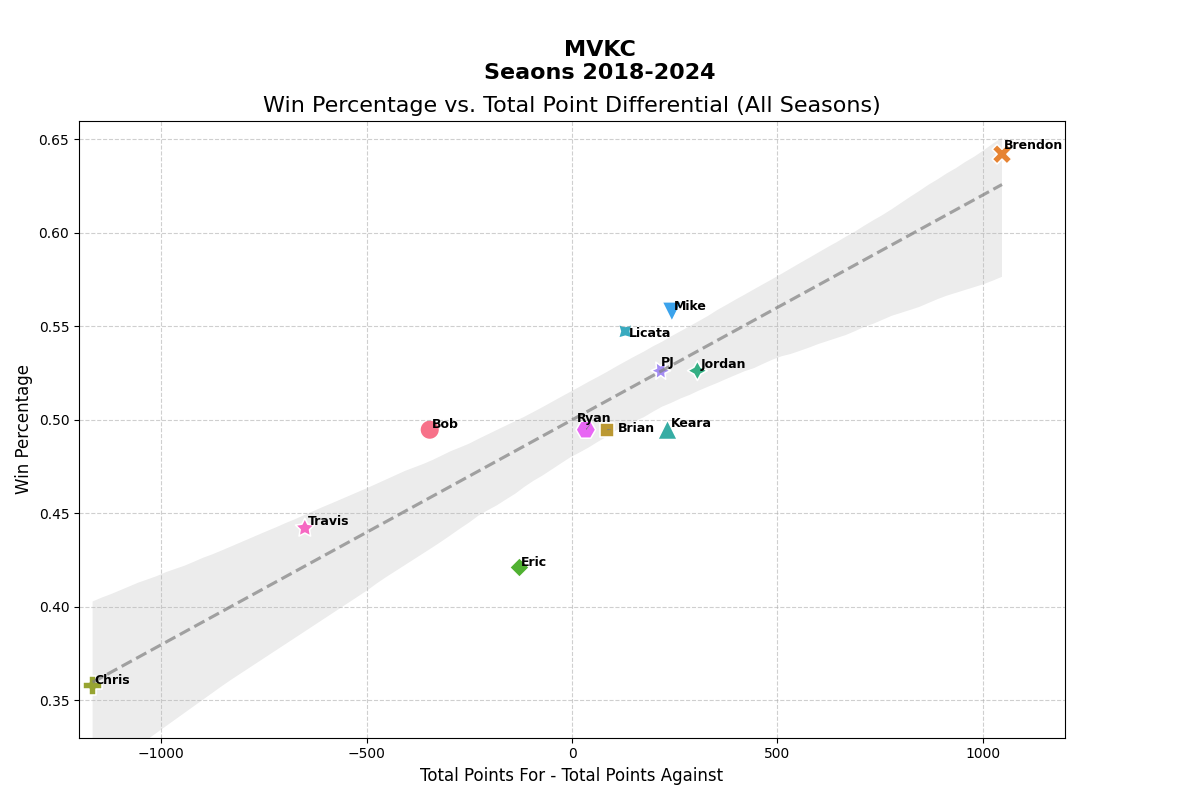 MVKC
Seaons 2018-2024
Win Percentage vs. Total Point Differential (All Seasons)
Win Percentage
0.65
0.60
0.55
0.50
0.45
0.40
0.35
Brendon
Mike
Licata
PJ
Jordan
Ryan
Brian
Keara
Bob
Travis
Eric
Chris
−1000
−500
0
500
1000
Total Points For - Total Points Against